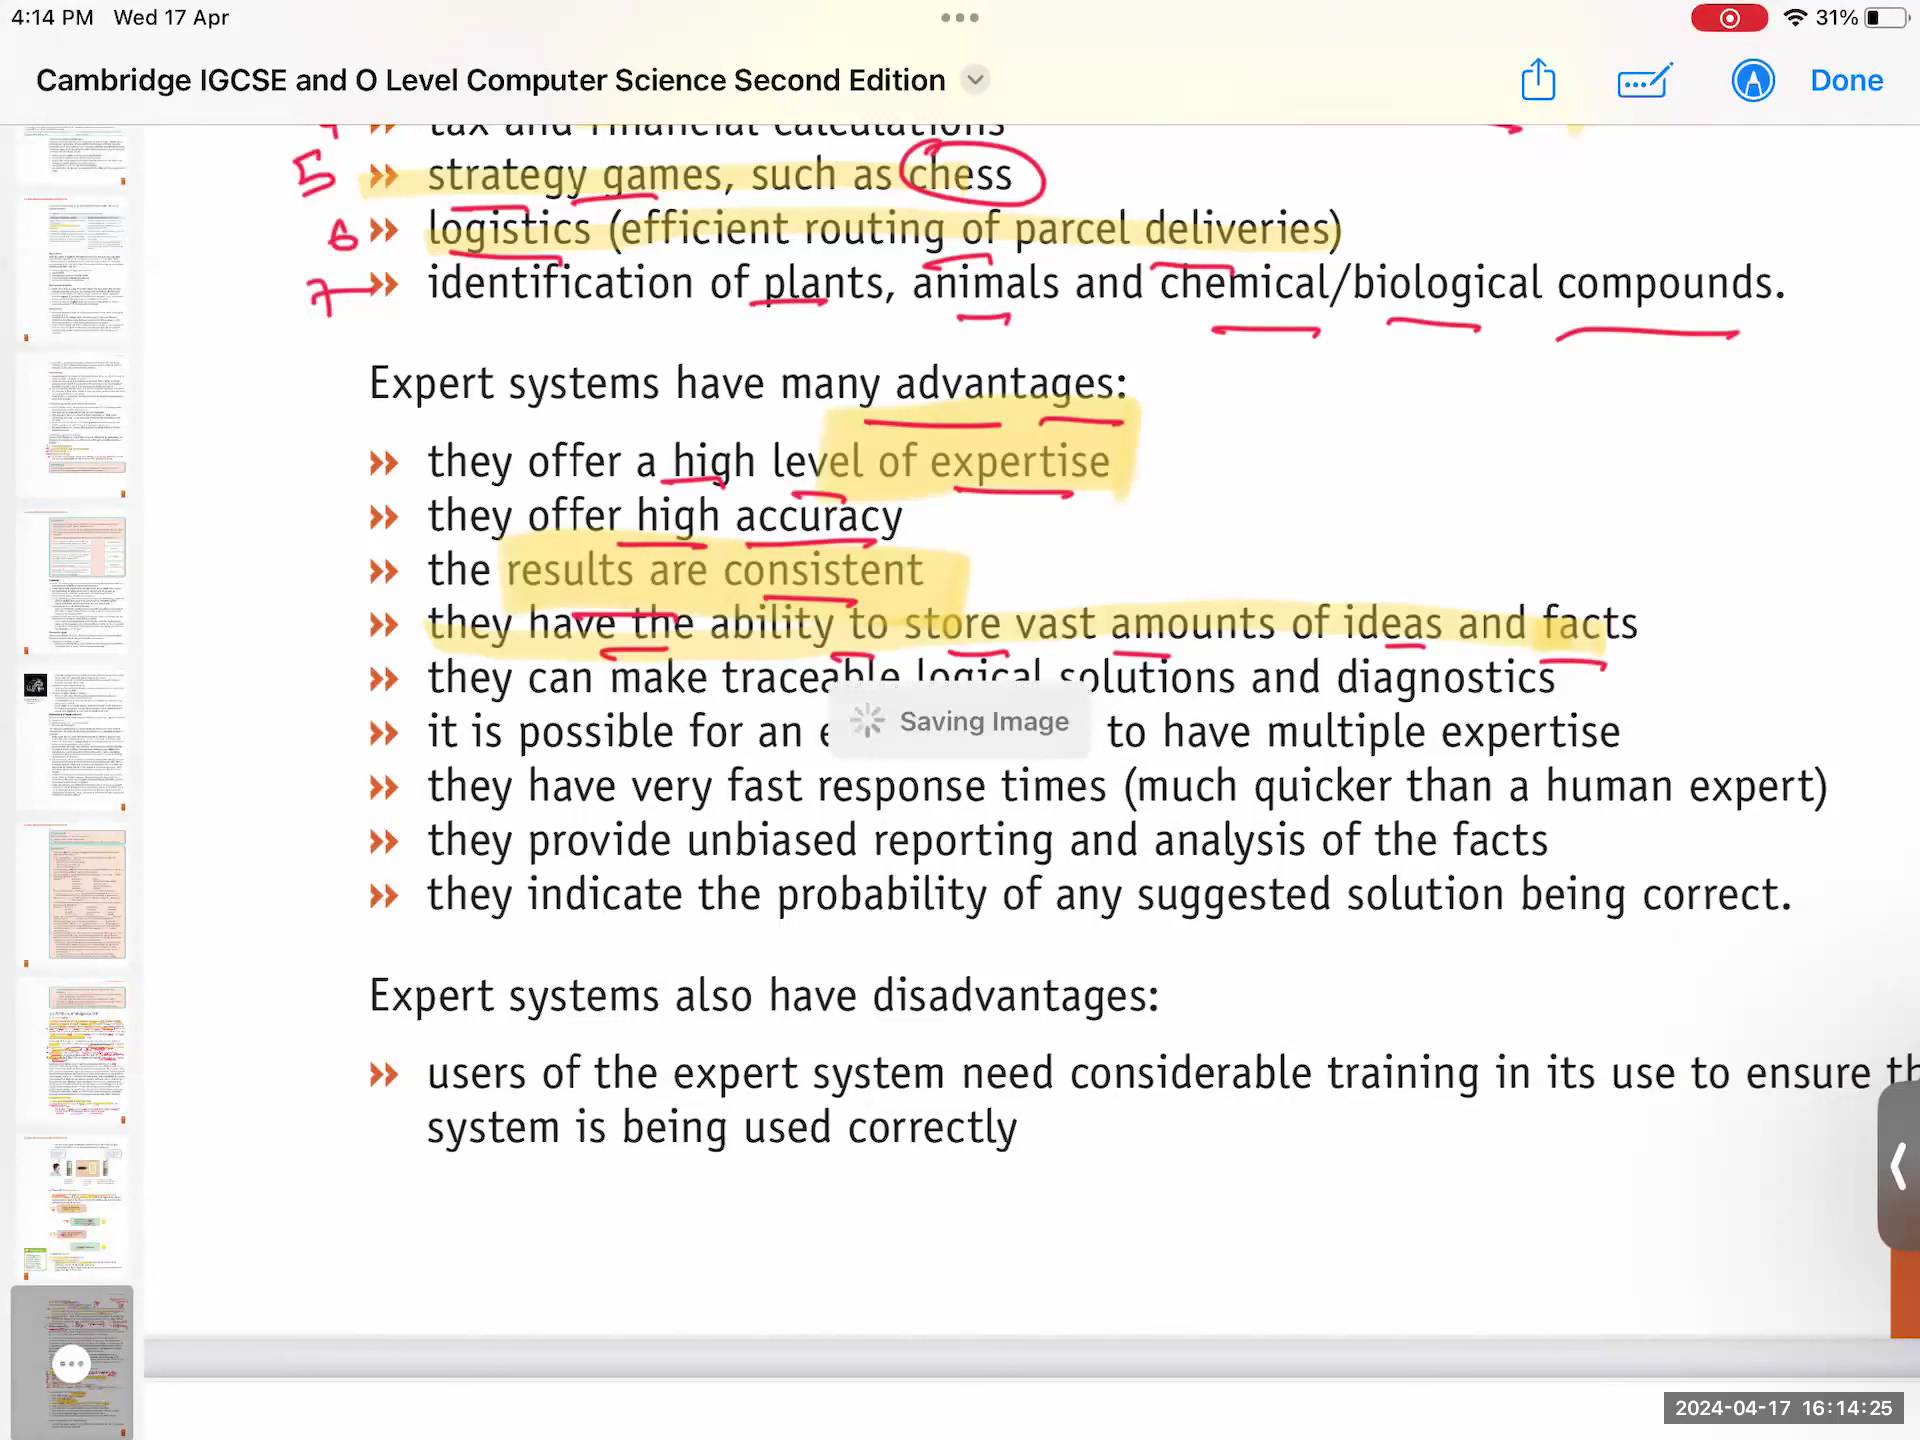 4:14 PM Wed 17 Apr
31%
Cambridge IGCSE and O Level Computer Science Second Edition
Done
4 » tax and financial calculations
5 » strategy games, such as chess
6 » logistics (efficient routing of parcel deliveries)
7 » identification of plants, animals and chemical/biological compounds.
Expert systems have many advantages:
» they offer a high level of expertise
» they offer high accuracy
» the results are consistent
» they have the ability to store vast amounts of ideas and facts
» they can make traceable logical solutions and diagnostics
Saving Image
» it is possible for an e to have multiple expertise
» they have very fast response times (much quicker than a human expert)
» they provide unbiased reporting and analysis of the facts
» they indicate the probability of any suggested solution being correct.
Expert systems also have disadvantages:
» users of the expert system need considerable training in its use to ensure th
system is being used correctly
2024-04-17 16:14:25